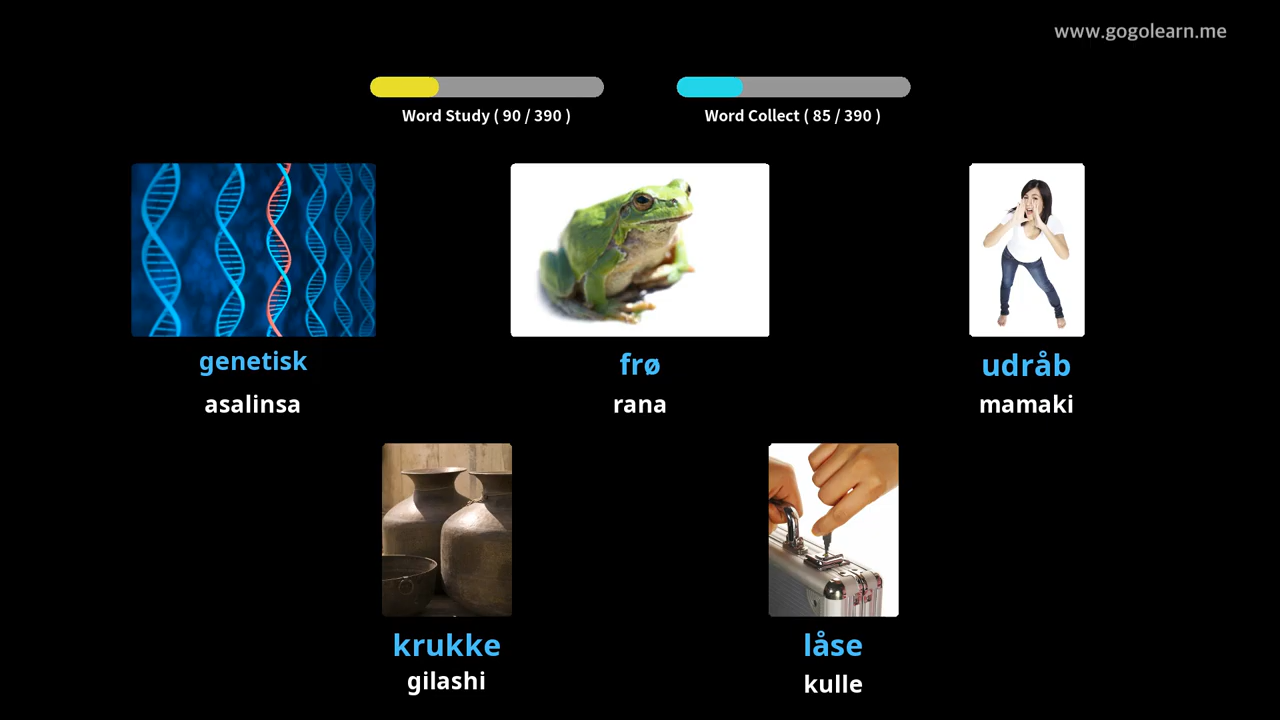 www.gogolearn.me
Word Study ( 90 / 390 )
Word Collect ( 85 / 390 )
genetisk
asalinsa
frø
rana
udråb
mamaki
krukke
gilashi
låse
kulle